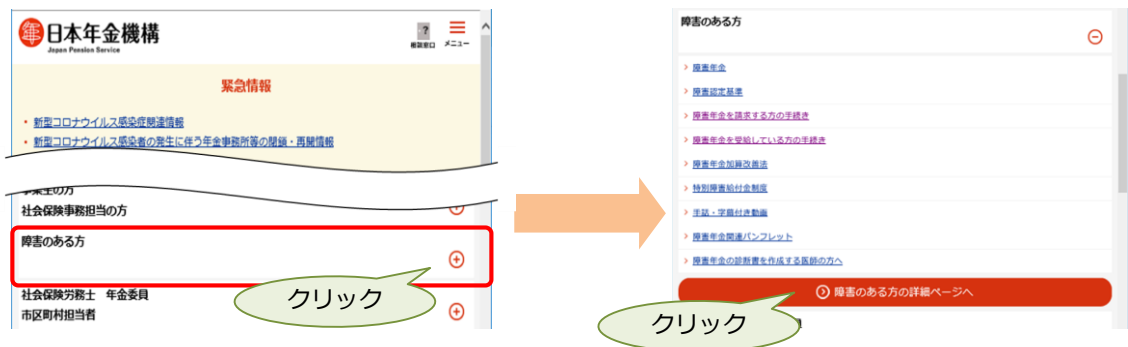 日本年金機構
Japan Pension Service
?
相談窓口
メニュー
緊急情報
・新型コロナウイルス感染症関連情報
・新型コロナウイルス感染者の発生に伴う年金事務所等の閉鎖・再開情報
事業主の方
社会保険事務担当の方
障害のある方
社会保険労務士 年金委員
市区町村担当者
クリック
障害のある方
> 障害年金
> 障害認定基準
> 障害年金を請求する方の手続き
> 障害年金を受給している方の手続き
> 障害年金加算改善法
> 特別障害給付金制度
> 手話・字幕付き動画
> 障害年金関連パンフレット
> 障害年金の診断書を作成する医師の方へ
障害のある方の詳細ページへ
クリック